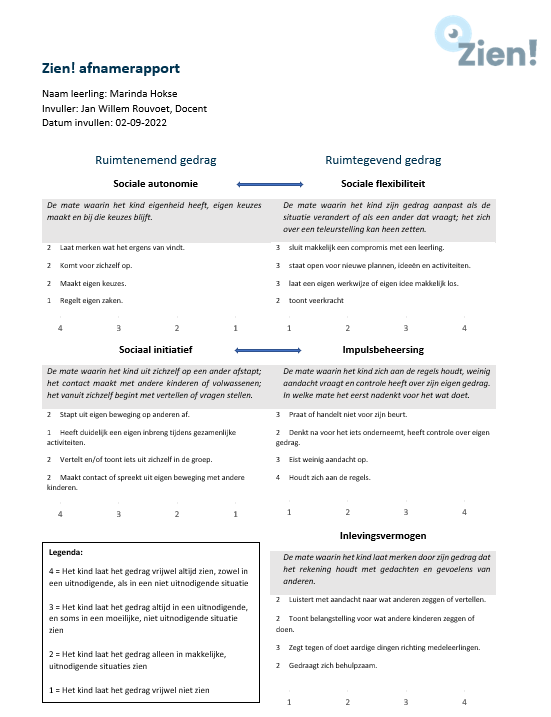 Zien!
Zien! afnamerapport
Naam leerling: Marinda Hokse
Invuller: Jan Willem Rouvoet, Docent
Datum invullen: 02-09-2022
Ruimtenemend gedrag
Ruimtegevend gedrag
Sociale autonomie
Sociale flexibiliteit
De mate waarin het kind eigenheid heeft, eigen keuzes
maakt en bij die keuzes blijft.
De mate waarin het kind zijn gedrag aanpast als de
situatie verandert of als een ander dat vraagt; het zich
over een teleurstelling kan heen zetten.
2 Laat merken wat het ergens van vindt.
2 Komt voor zichzelf op.
2 Maakt eigen keuzes.
1 Regelt eigen zaken.
3 sluit makkelijk een compromis met een leerling.
3 staat open voor nieuwe plannen, ideeën en activiteiten.
3 laat een eigen werkwijze of eigen idee makkelijk los.
2 toont veerkracht
4 3 2 1
1 2 3 4
Sociaal initiatief
Impulsbeheersing
De mate waarin het kind uit zichzelf op een ander afstapt;
het contact maakt met andere kinderen of volwassenen;
het vanuit zichzelf begint met vertellen of vragen stellen.
De mate waarin het kind zich aan de regels houdt, weinig
aandacht vraagt en controle heeft over zijn eigen gedrag.
In welke mate het eerst nadenkt voor het wat doet.
2 Stapt uit eigen beweging op anderen af.
1 Heeft duidelijk een eigen inbreng tijdens gezamenlijke
activiteiten.
2 Vertelt en/of toont iets uit zichzelf in de groep.
2 Maakt contact of spreekt uit eigen beweging met andere
kinderen.
3 Praat of handelt niet voor zijn beurt.
2 Denkt na voor het iets onderneemt, heeft controle over eigen
gedrag.
3 Eist weinig aandacht op.
4 Houdt zich aan de regels.
4 3 2 1
1 2 3 4
Inlevingsvermogen
De mate waarin het kind laat merken door zijn gedrag dat
het rekening houdt met gedachten en gevoelens van
anderen.
2 Luistert met aandacht naar wat anderen zeggen of vertellen.
2 Toont belangstelling voor wat andere kinderen zeggen of
doen.
3 Zegt tegen of doet aardige dingen richting medeleerlingen.
2 Gedraagt zich behulpzaam.
1 2 3 4
Legenda:
4 = Het kind laat het gedrag vrijwel altijd zien, zowel in
een uitnodigende, als in een niet uitnodigende situatie
3 = Het kind laat het gedrag altijd in een uitnodigende,
en soms in een moeilijke, niet uitnodigende situatie
zien
2 = Het kind laat het gedrag alleen in makkelijke,
uitnodigende situaties zien
1 = Het kind laat het gedrag vrijwel niet zien